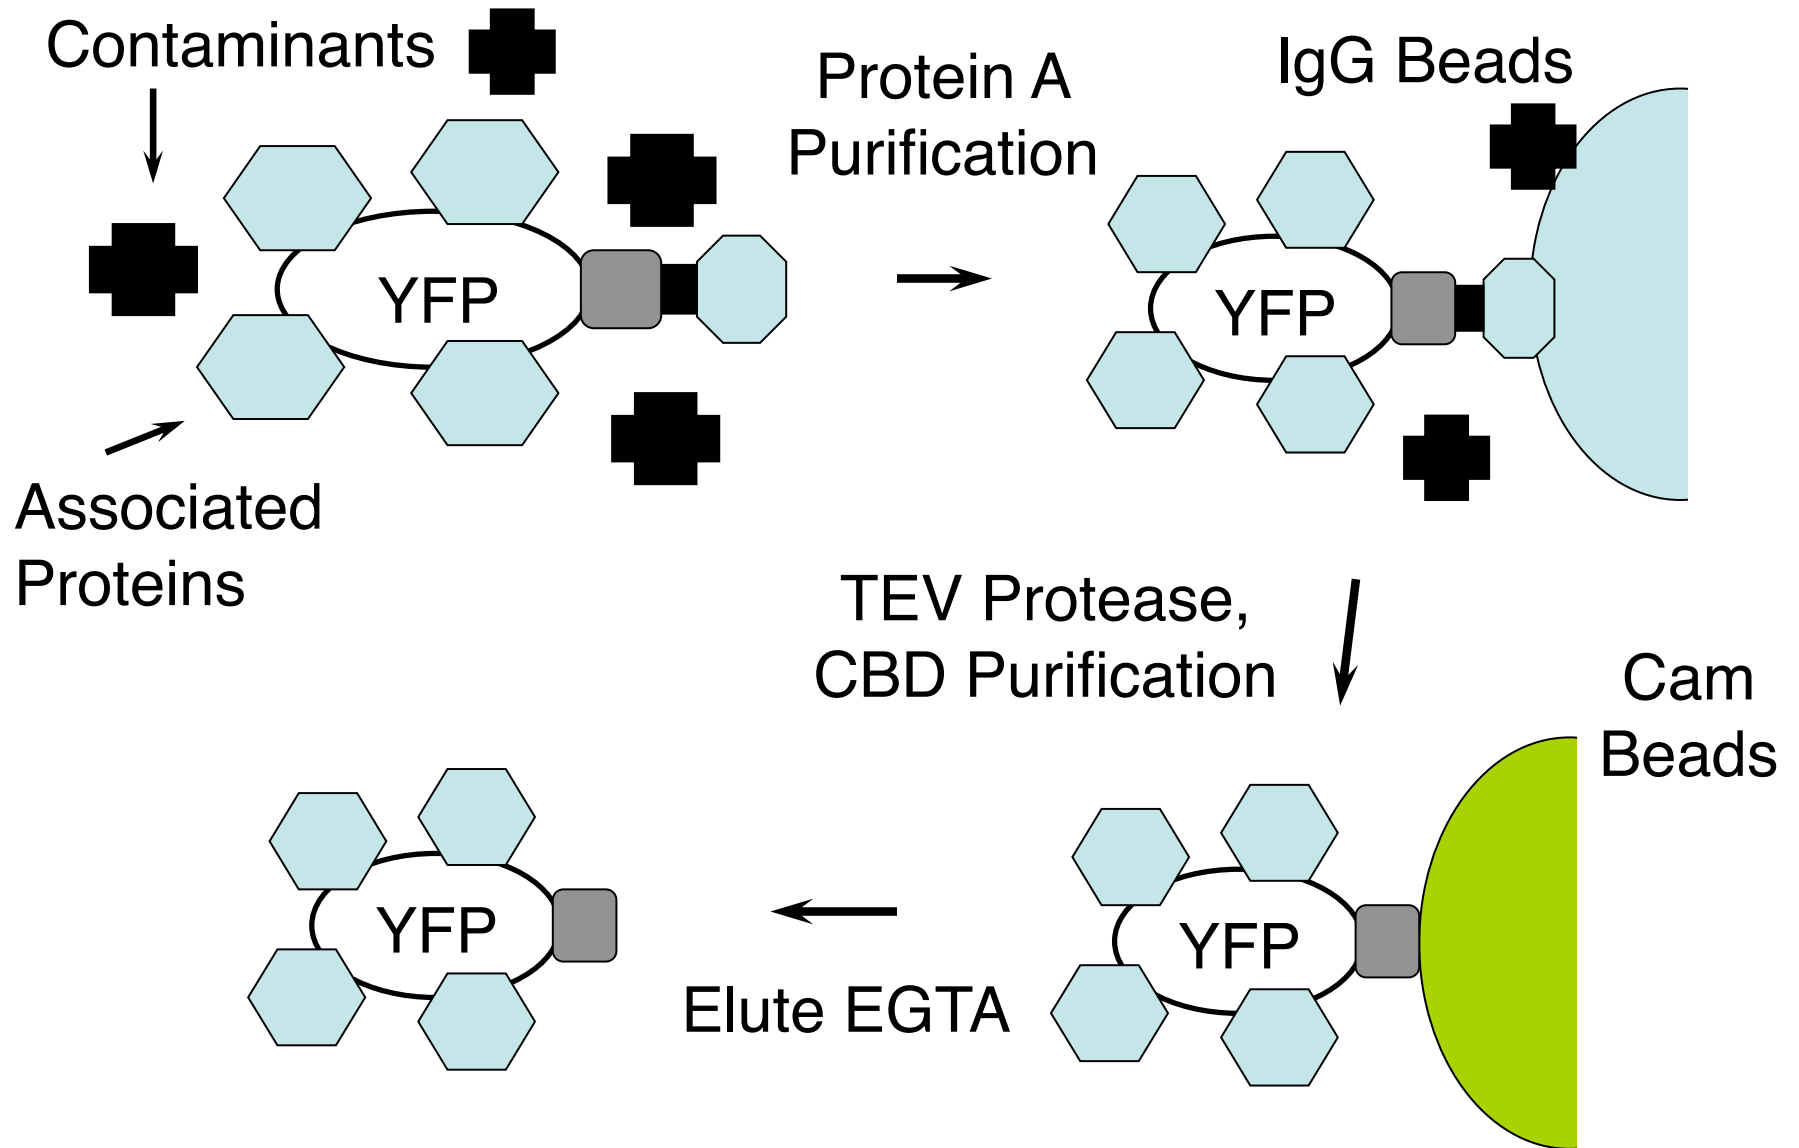 Contaminants
Protein A
Purification
IgG Beads
YFP
YFP
Associated
Proteins
TEV Protease,
CBD Purification
Cam
Beads
YFP
YFP
Elute EGTA